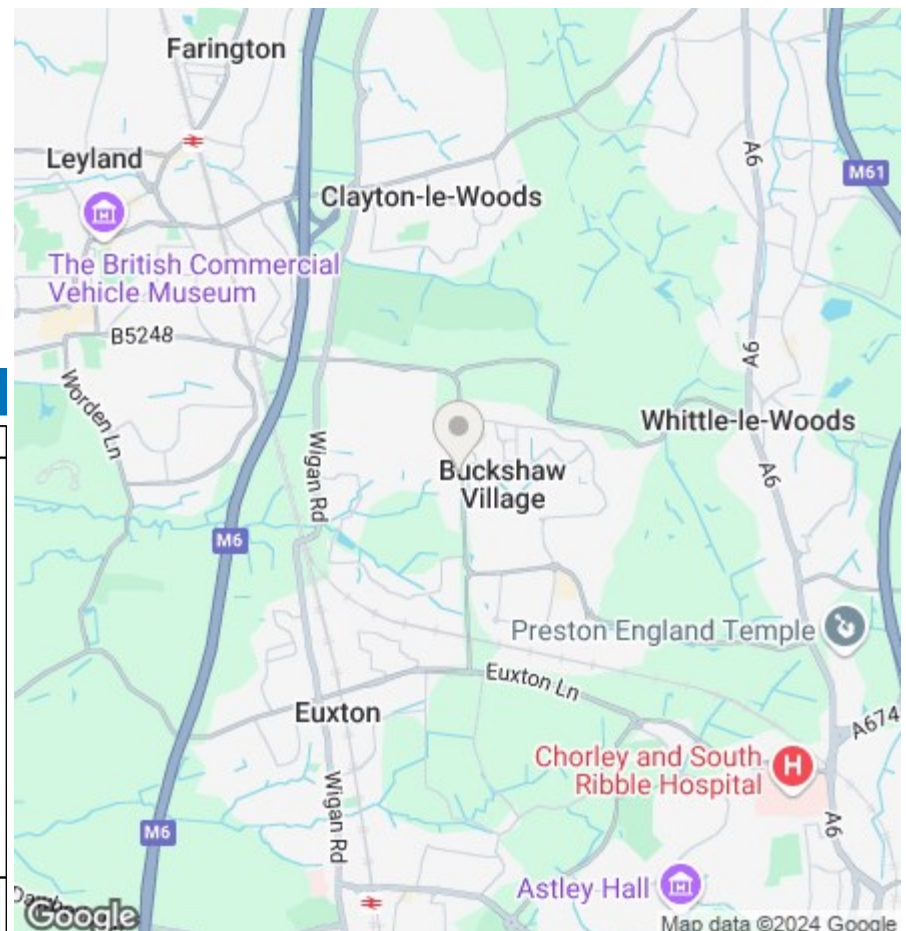 Farington
Leyland
A6
M61
Clayton-le-Woods
The British Commercial
Vehicle Museum
B5248
A6
Worden Ln
Whittle-le-Woods
Wigan Rd
Buckshaw
Village
A6
M6
Preston England Temple
Euxton Ln
Euxton
A674
Chorley and South
Ribble Hospital
H
Wigan Rd
M6
A6
Astley Hall
Google
Map data ©2024 Google